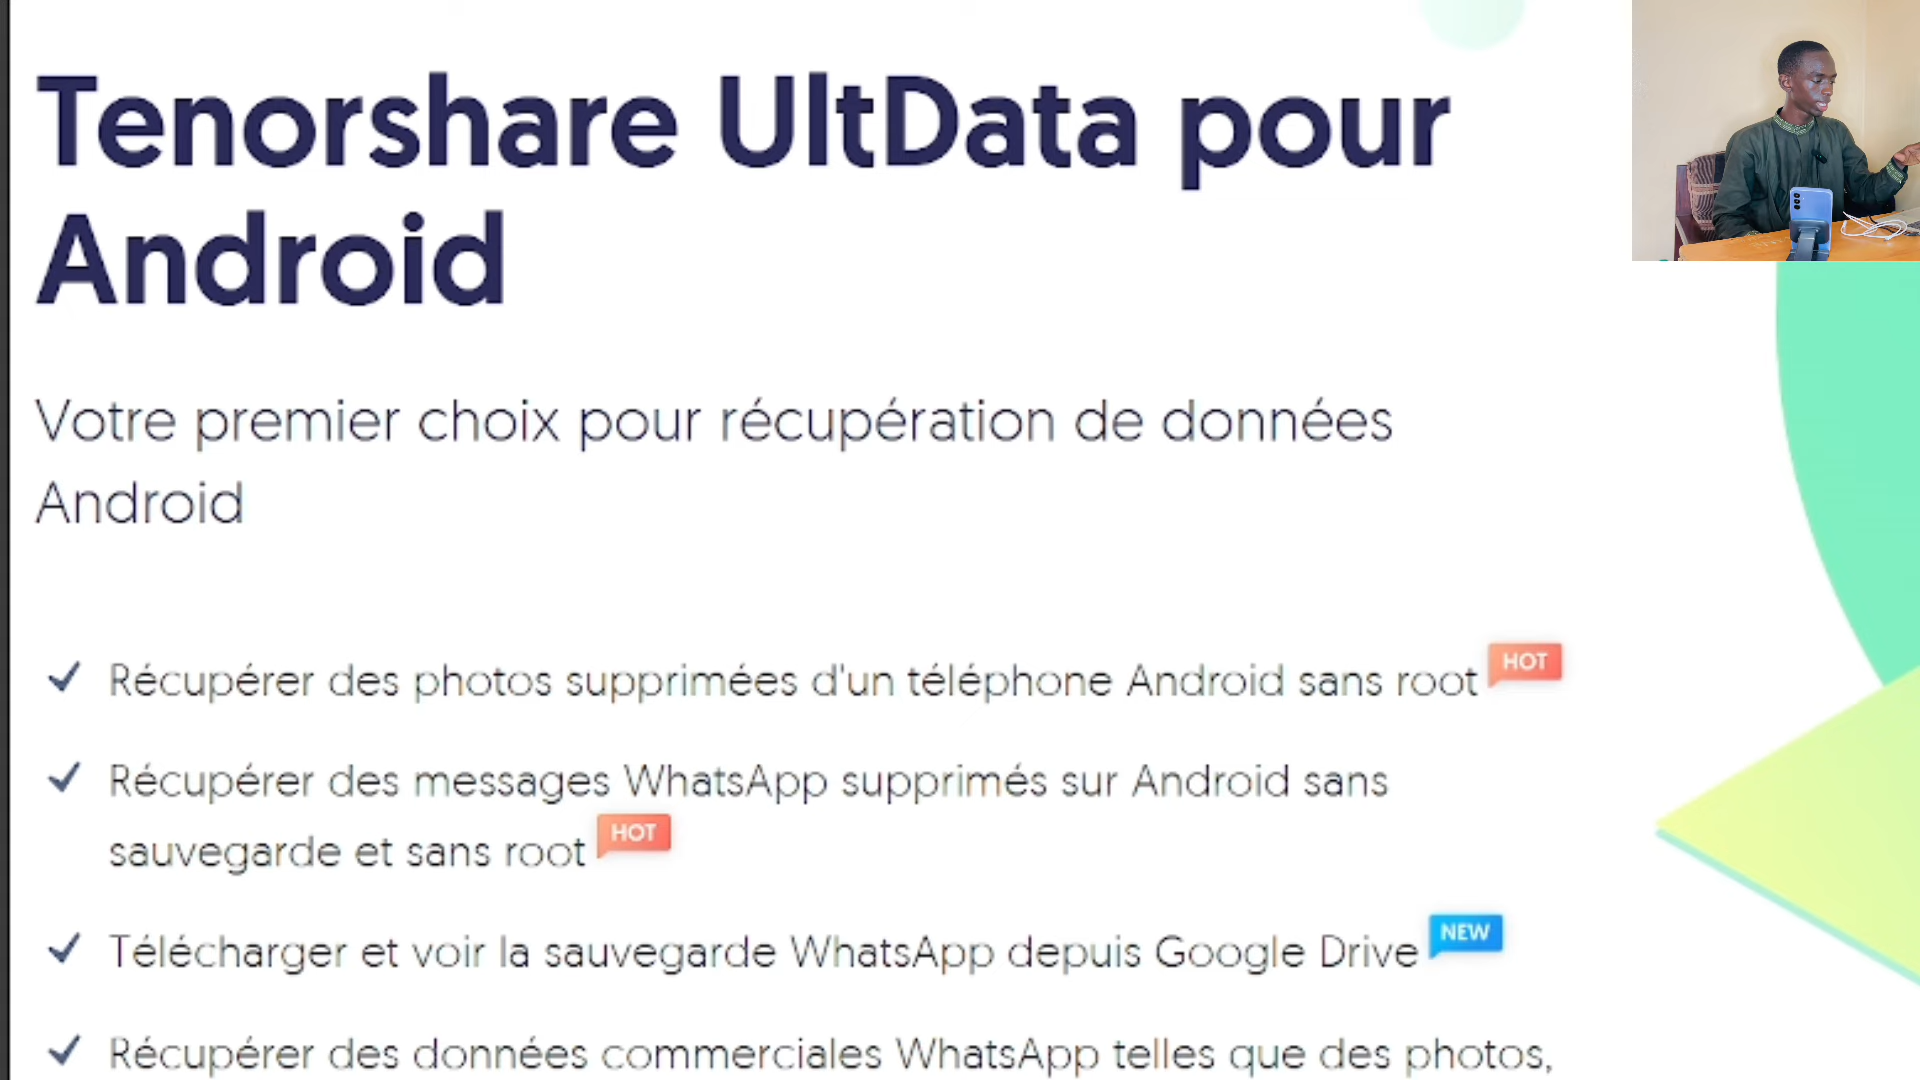 Tenorshare UltData pour
Android
Votre premier choix pour récupération de données
Android
Récupérer des photos supprimées d'un téléphone Android sans root HOT
Récupérer des messages WhatsApp supprimés sur Android sans
sauvegarde et sans root HOT
Télécharger et voir la sauvegarde WhatsApp depuis Google Drive NEW
Récupérer des données commerciales WhatsApp telles que des photos,